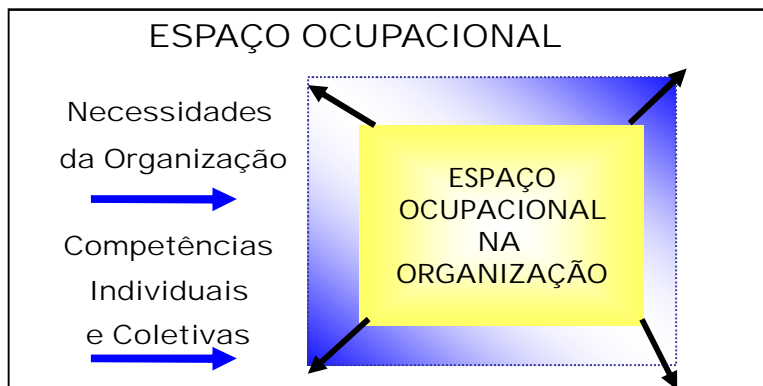 ESPAÇO OCUPACIONAL
Necessidades
da Organização
Competências
Individuais
e Coletivas
ESPAÇO
OCUPACIONAL
NA
ORGANIZAÇÃO